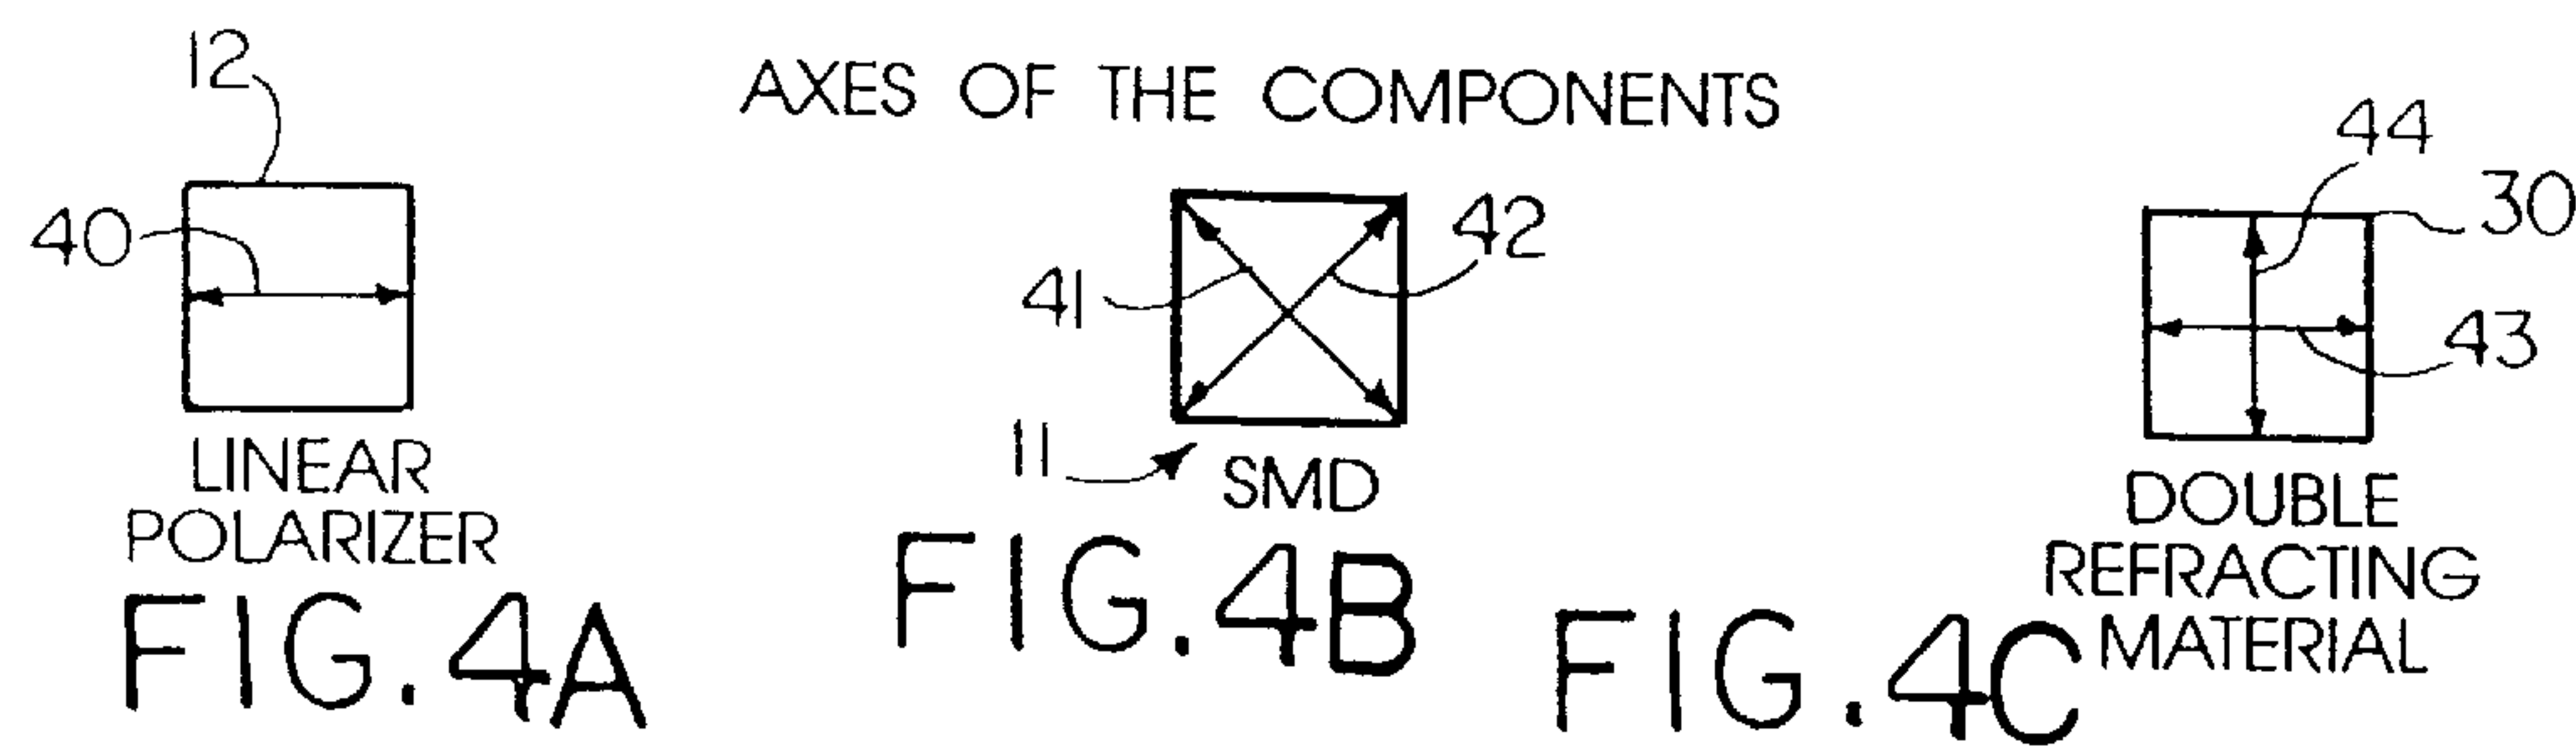 AXES OF THE COMPONENTS
12
40
LINEAR
POLARIZER
FIG. 4A
41
42
11
SMD
FIG. 4B
44
30
43
DOUBLE
REFRACTING
MATERIAL
FIG. 4C